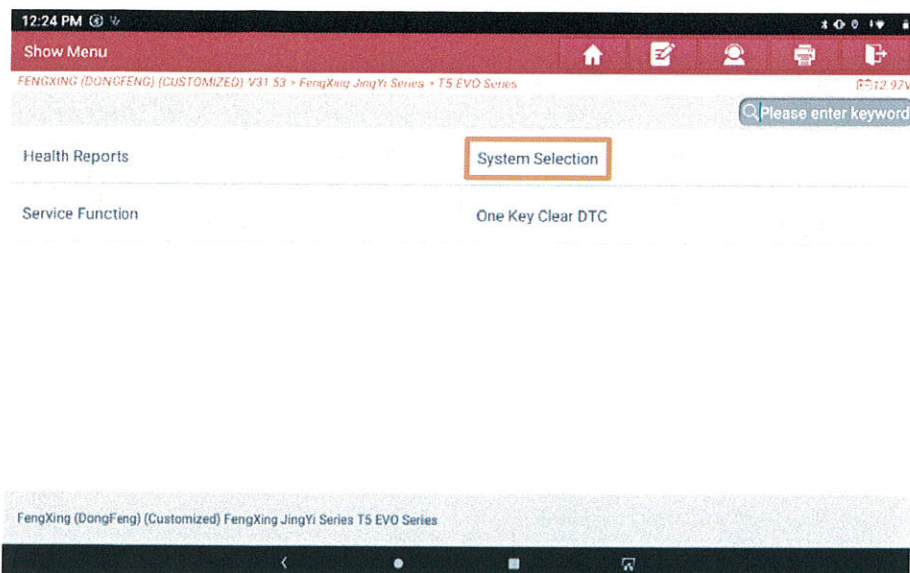 12:24 PM
Show Menu
FENGXING (DONGFENG) (CUSTOMIZED) V31.53 > FengXing JingYi Series > T5 EVO Series
12.97V
Please enter keyword
Health Reports
System Selection
Service Function
One Key Clear DTC
FengXing (DongFeng) (Customized) FengXing JingYi Series T5 EVO Series